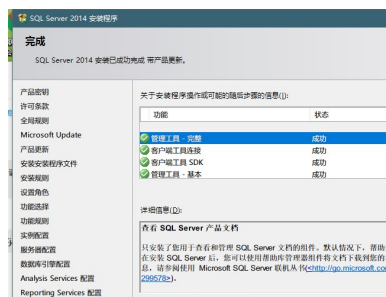 SQL Server 2014 安装程序
完成
SQL Server 2014 安装已成功完成 带产品更新。
产品密钥
许可条款
全局规则
Microsoft Update
产品更新
安装安装程序文件
安装规则
设置角色
功能选择
功能规则
实例配置
服务器配置
数据库引擎配置
Analysis Services 配置
Reporting Services 配置
关于安装程序操作或可能的随后步骤的信息(I):
功能 状态
管理工具 - 完整 成功
客户端工具连接 成功
客户端工具 SDK 成功
管理工具 - 基本 成功
详细信息(D):
查看 SQL Server 产品文档
只安装了您用于查看和管理 SQL Server 文档的组件。默认情况下，帮助
在安装 SQL Server 后，您可以使用帮助库管理器组件将文档下载到您的
息，请参阅使用 Microsoft SQL Server 联机丛书(<http://go.microsoft.com
299578>)。